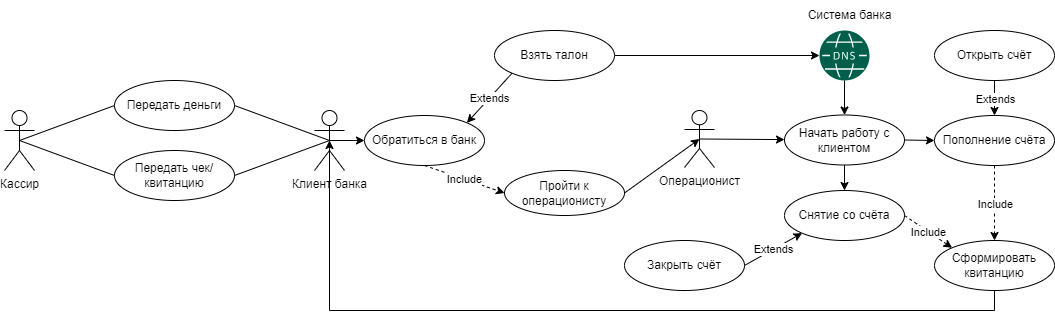 Система банка
Взять талон
DNS
Открыть счёт
Extends
Extends
Передать деньги
Обратиться в банк
Начать работу с
клиентом
Пополнение счёта
Кассир
Передать чек/
квитанцию
Клиент банка
Include
Пройти к
операционисту
Операционист
Снятие со счёта
Include
Include
Extends
Закрыть счёт
Сформировать
квитанцию